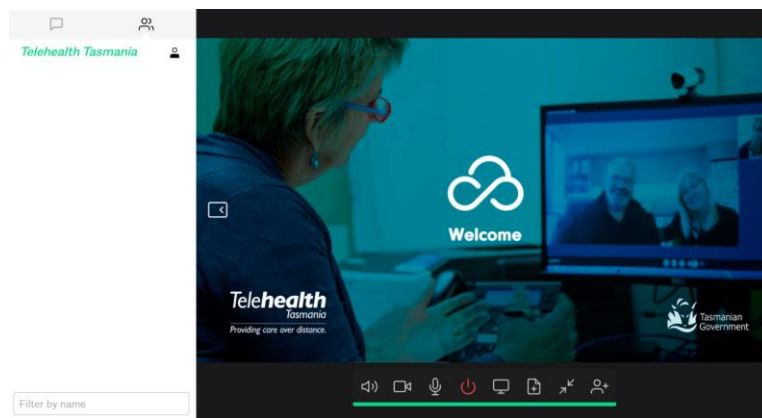 Telehealth Tasmania
Welcome
Telehealth
Tasmania
Providing care over distance.
Tasmanian
Government
Filter by name